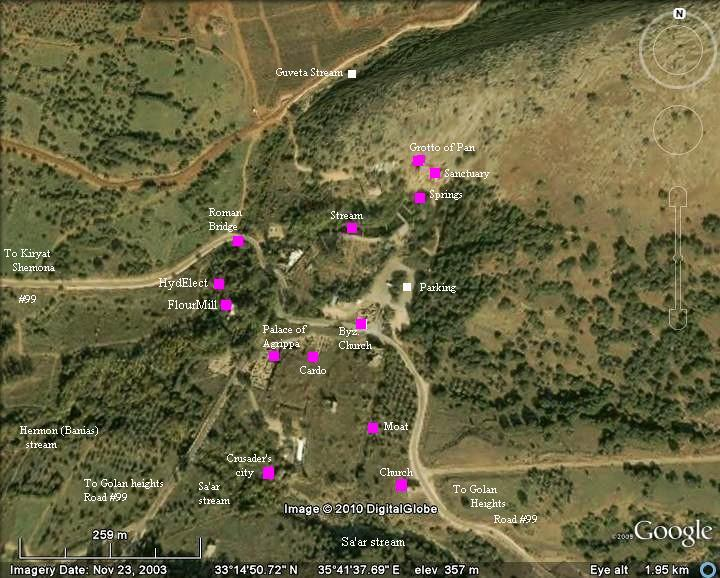 N
Guveta Stream
Grotto of Pan
Sanctuary
Springs
Roman
Bridge
Stream
To Kiryat
Shemona
HydElect
Parking
#99
FlourMill
Palace of
Agrippa
Byz.
Church
Cardo
Hermon (Banias)
stream
Moat
Crusader's
city
Church
To Golan heights
Road #99
Sa'ar
stream
To Golan
Heights
Road #99
Image © 2010 DigitalGlobe
259 m
Sa'ar stream
©2009 Google
Imagery Date: Nov 23, 2003 33°14'50.72" N 35°41'37.69" E elev 357 m Eye alt 1.95 km